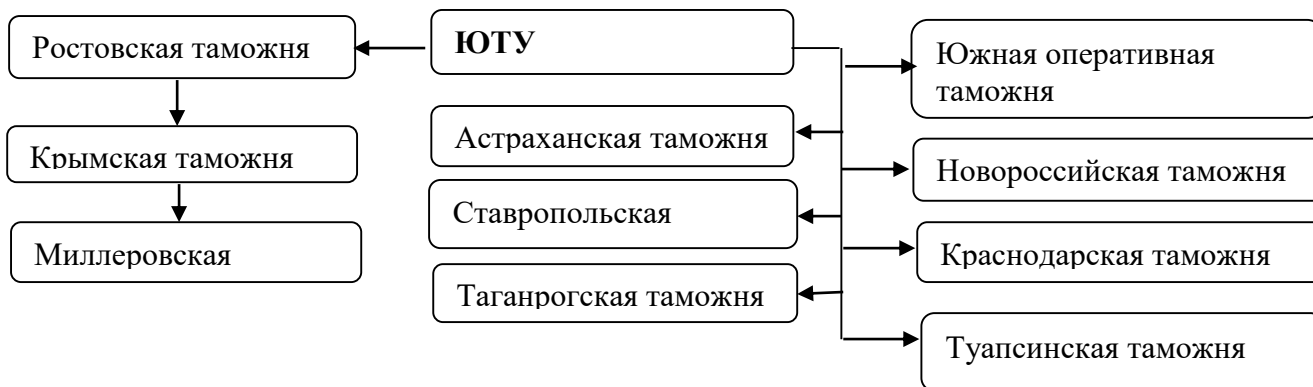 Ростовская таможня
Крымская таможня
Миллеровская
ЮТУ
Астраханская таможня
Ставропольская
Таганрогская таможня
Южная оперативная
таможня
Новороссийская таможня
Краснодарская таможня
Туапсинская таможня